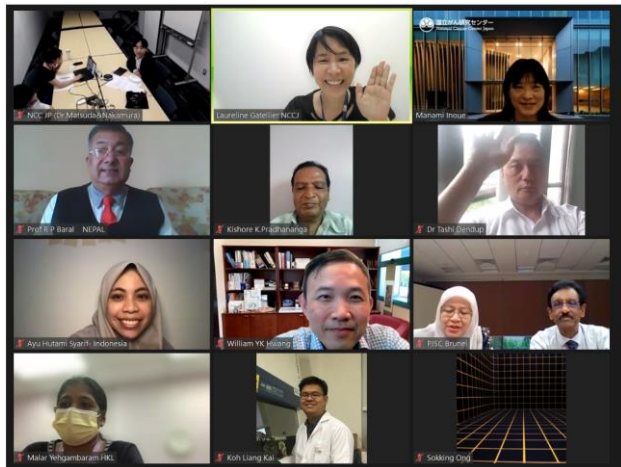 NCC JP (Dr Matsuda&Nakamura)
Laureline Gatellier NCCJ
国立がん研究センター
National Cancer Center Japan
Manami Inoue
Prof R P Baral NEPAL
Kishore K.Pradhananga
Dr Tashi Dendup
Ayu Hutami Syarif- Indonesia
William YK Hwang
PJSC Brunei
Malar Yehgambaram HKL
Koh Liang Kai
Sokking Ong